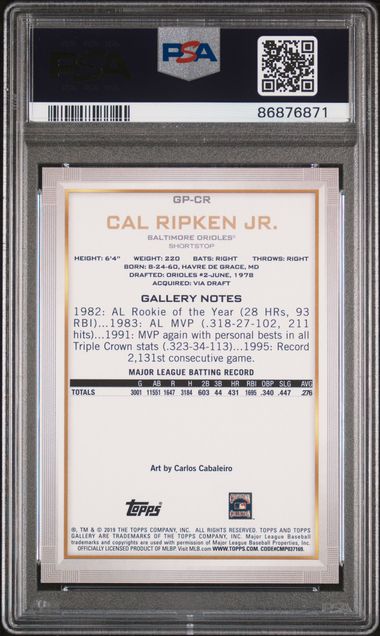 PSA
PSA
PSA
86876871
GP-CR
CAL RIPKEN JR.
BALTIMORE ORIOLES®
SHORTSTOP
HEIGHT: 6'4" WEIGHT: 220 BATS: RIGHT THROWS: RIGHT
BORN: 8-24-60, HAVRE DE GRACE, MD
DRAFTED: ORIOLES #2-JUNE, 1978
ACQUIRED: VIA DRAFT
GALLERY NOTES
1982: AL Rookie of the Year (28 HRs, 93
RBI)...1983: AL MVP (.318-27-102, 211
hits)...1991: MVP again with personal bests in all
Triple Crown stats (.323-34-113)...1995: Record
2,131st consecutive game.
MAJOR LEAGUE BATTING RECORD
G AB R H 2B 3B HR RBI OBP SLG AVG
TOTALS 3001 11551 1647 3184 603 44 431 1695 .340 .447 .276
Art by Carlos Cabaleiro
Topps
®, TM & © 2019 THE TOPPS COMPANY, INC. ALL RIGHTS RESERVED. TOPPS AND TOPPS
GALLERY ARE TRADEMARKS OF THE TOPPS COMPANY, INC. Major League Baseball
trademarks and copyrights are used with permission of Major League Baseball Properties, Inc.
OFFICIALLY LICENSED PRODUCT OF MLBP. Visit MLB.com WWW.TOPPS.COM. CODE#CMP037169.